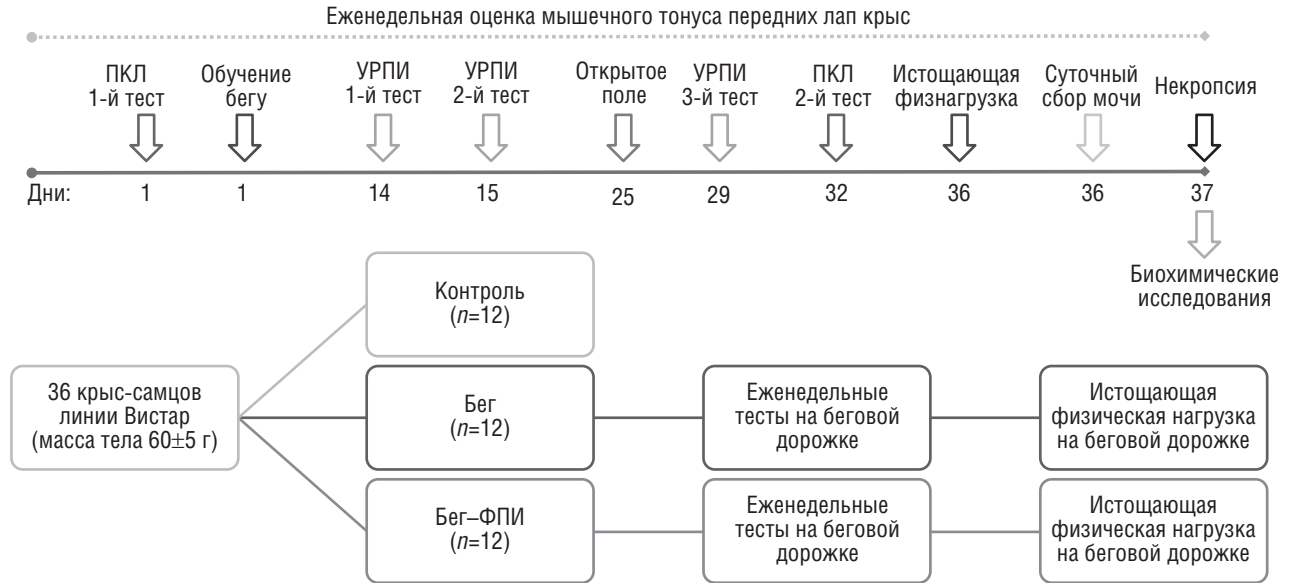 Еженедельная оценка мышечного тонуса передних лап крыс
ПКЛ
1-й тест
Обучение
бегу
УРПИ
1-й тест
УРПИ
2-й тест
Открытое
поле
УРПИ
3-й тест
ПКЛ
2-й тест
Истощающая
физнагрузка
Суточный
сбор мочи
Некропсия
Дни: 1 1 14 15 25 29 32 36 36 37
Биохимические
исследования
36 крыс-самцов
линии Вистар
(масса тела 60±5 г)
Контроль
(n=12)
Бег
(n=12)
Еженедельные
тесты на беговой
дорожке
Истощающая
физическая нагрузка
на беговой дорожке
Бег–ФПИ
(n=12)
Еженедельные
тесты на беговой
дорожке
Истощающая
физическая нагрузка
на беговой дорожке